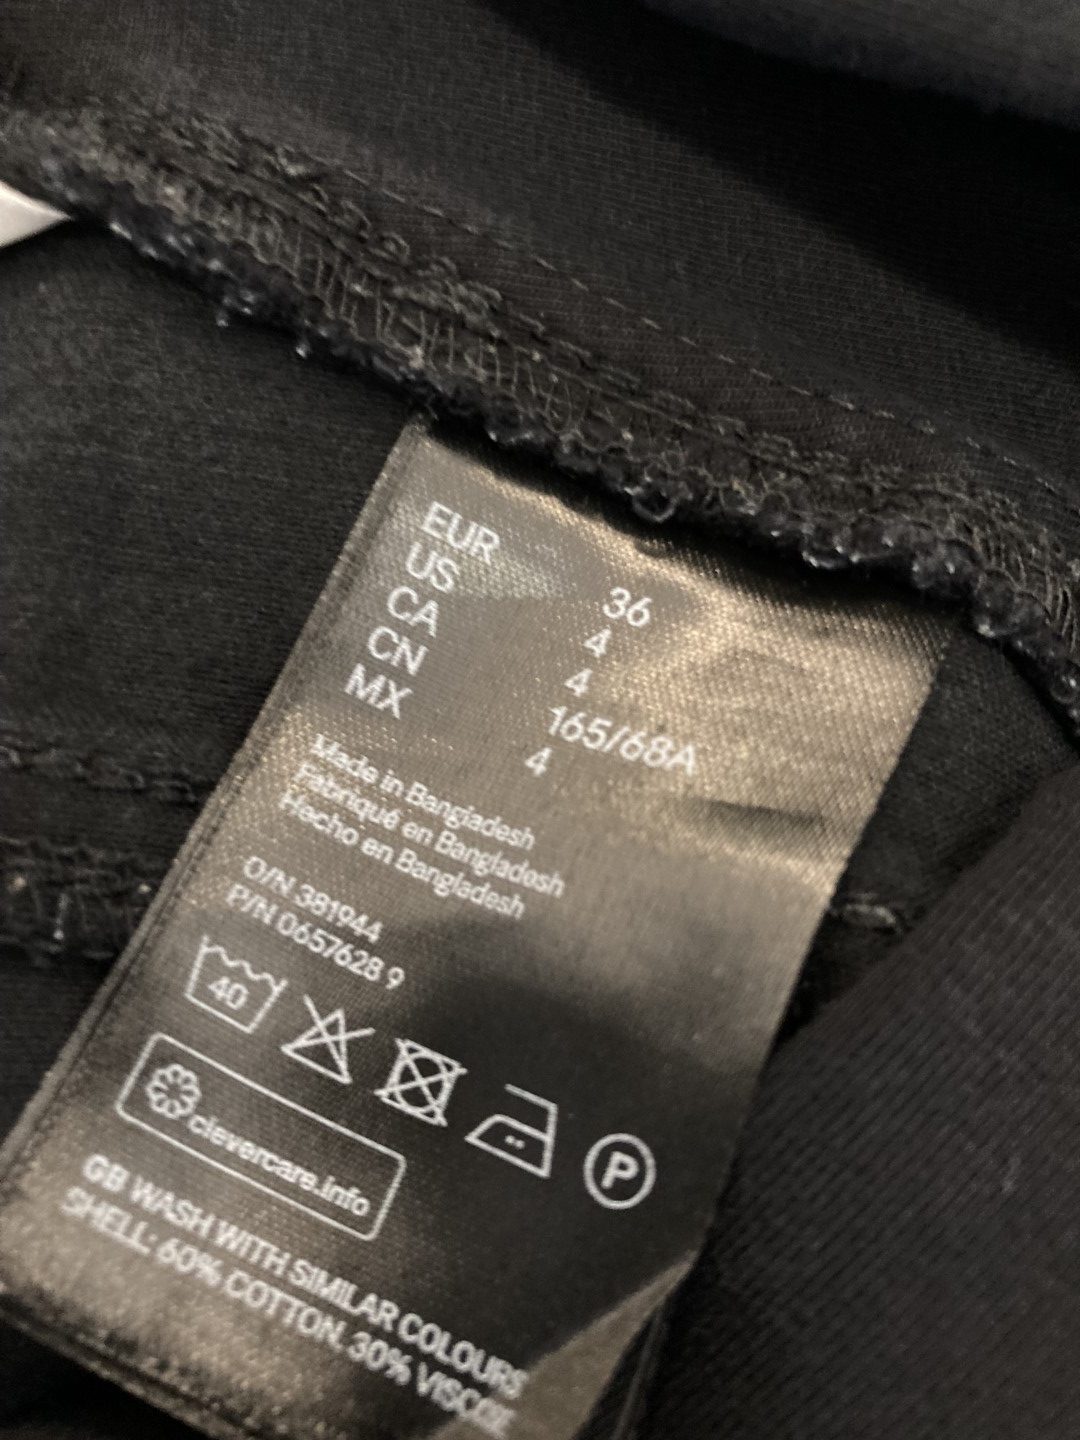 EUR 36
US 4
CA 4
CN 165/68A
MX 4
Made in Bangladesh
Fabriqué en Bangladesh
Hecho en Bangladesh
O/N 381944
P/N 0657628 9
40
P
clevercare.info
GB WASH WITH SIMILAR COLOURS
SHELL: 60% COTTON. 30% VISCOSE